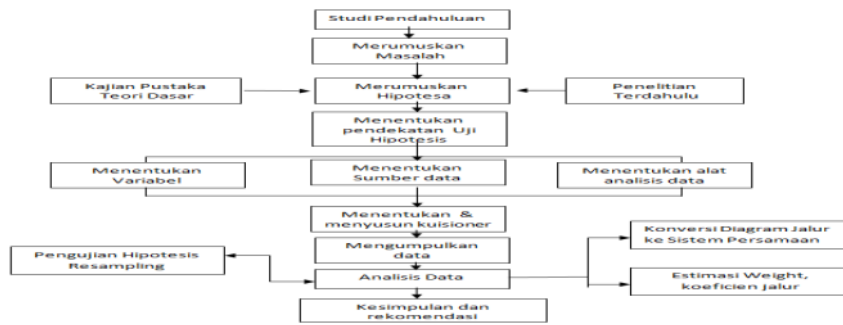 Studi Pendahuluan
Merumuskan
Masalah
Kajian Pustaka
Teori Dasar
Merumuskan
Hipotesa
Penelitian
Terdahulu
Menentukan
pendekatan Uji
Hipotesis
Menentukan
Variabel
Menentukan
Sumber data
Menentukan alat
analisis data
Menentukan &
menyusun kuisioner
Mengumpulkan
data
Konversi Diagram Jalur
ke Sistem Persamaan
Pengujian Hipotesis
Resampling
Analisis Data
Estimasi Weight,
koeficien jalur
Kesimpulan dan
rekomendasi